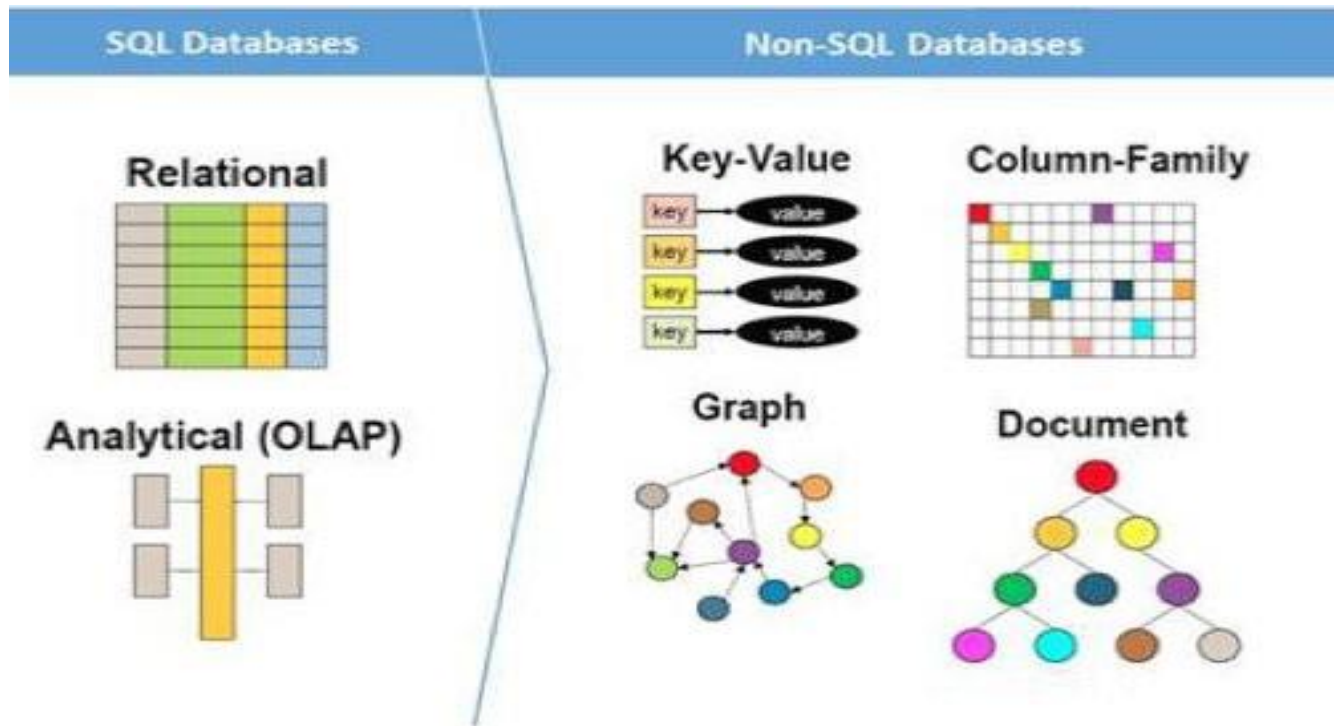 SQL Databases
Non-SQL Databases
Relational
Analytical (OLAP)
Key-Value
key value
key value
key value
key value
Column-Family
Graph
Document